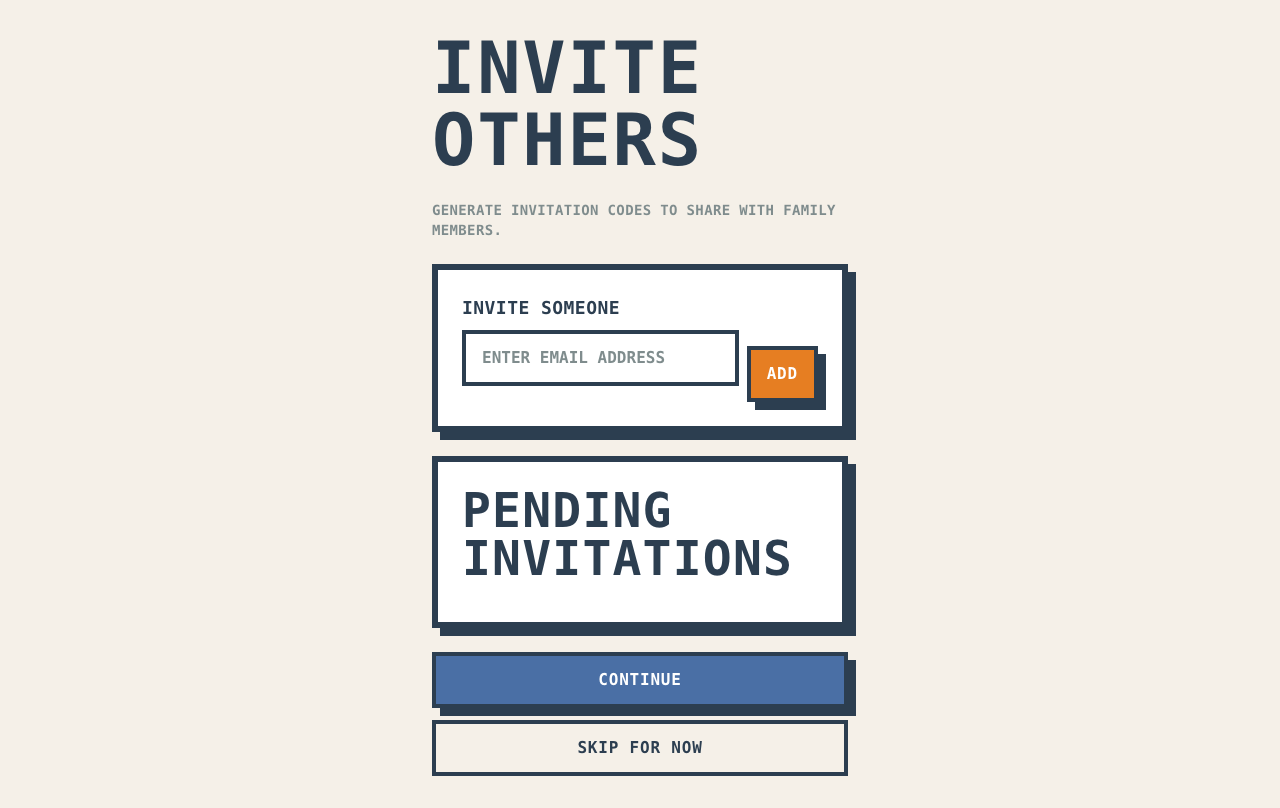 INVITE
OTHERS
GENERATE INVITATION CODES TO SHARE WITH FAMILY
MEMBERS.
INVITE SOMEONE
ENTER EMAIL ADDRESS
ADD
PENDING
INVITATIONS
CONTINUE
SKIP FOR NOW